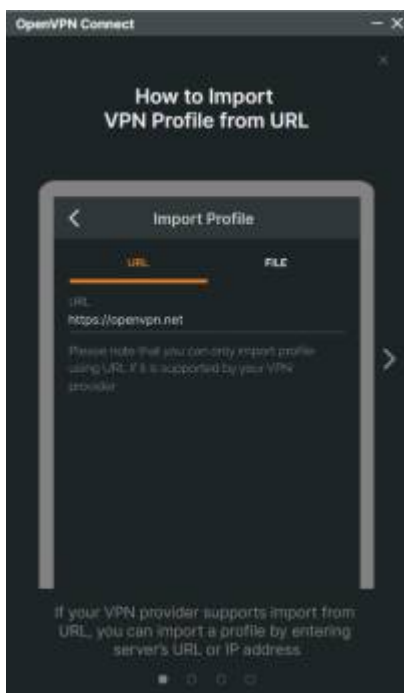 OpenVPN Connect
How to Import
VPN Profile from URL
Import Profile
URL
FILE
URL
https://openvpn.net
Please note that you can only import profile
using URL if it is supported by your VPN
provider
If your VPN provider supports import from
URL, you can import a profile by entering
server's URL or IP address